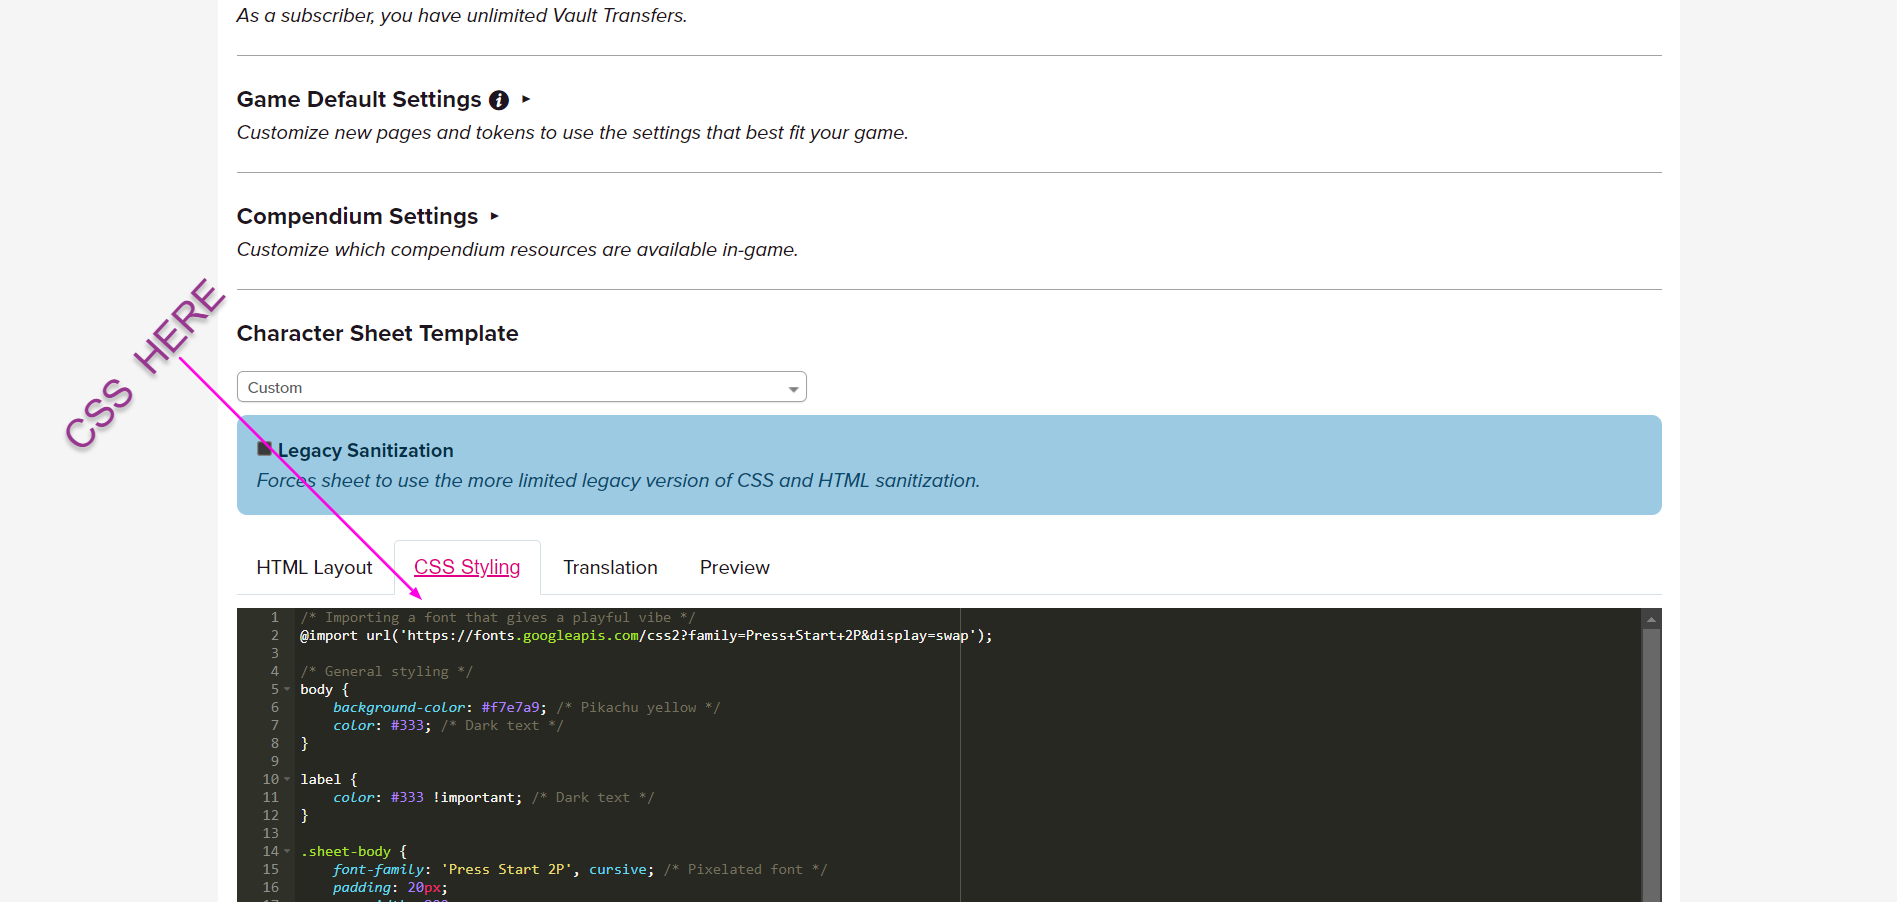 As a subscriber, you have unlimited Vault Transfers.
Game Default Settings i
Customize new pages and tokens to use the settings that best fit your game.
Compendium Settings
Customize which compendium resources are available in-game.
CSS HERE
Character Sheet Template
Custom
Legacy Sanitization
Forces sheet to use the more limited legacy version of CSS and HTML sanitization.
HTML Layout CSS Styling Translation Preview
1 /* Importing a font that gives a playful vibe */
2 @import url('https://fonts.googleapis.com/css2?family=Press+Start+2P&display=swap');
3
4 /* General styling */
5 body {
6 background-color: #f7e7a9; /* Pikachu yellow */
7 color: #333; /* Dark text */
8 }
9
10 label {
11 color: #333 !important; /* Dark text */
12 }
13
14 .sheet-body {
15 font-family: 'Press Start 2P', cursive; /* Pixelated font */
16 padding: 20px;